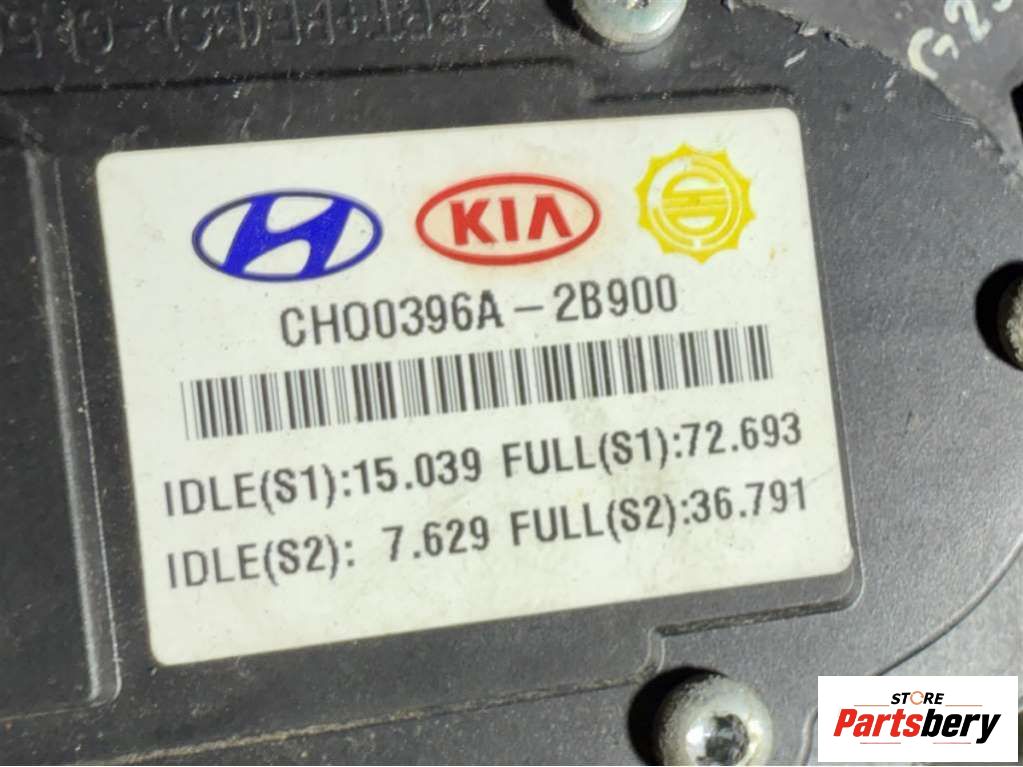 KIA
CH00396A-2B900
IDLE(S1):15.039 FULL(S1):72.693
IDLE(S2): 7.629 FULL(S2):36.791
STORE
Partsbery